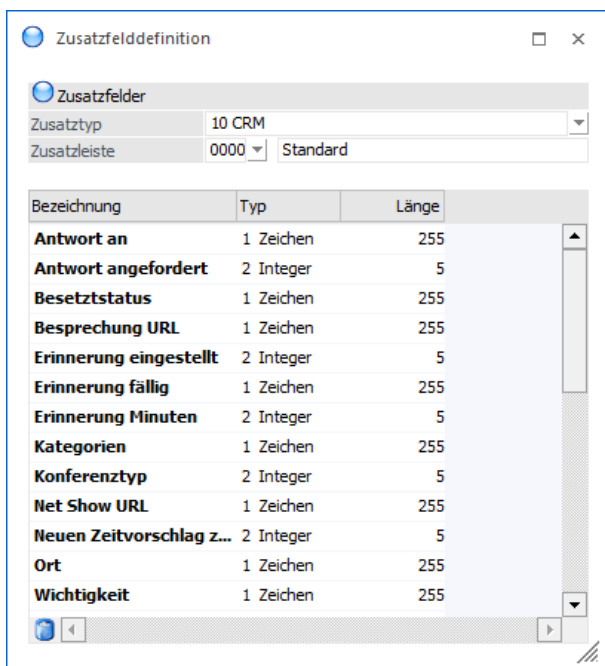 Zusatzfelddefinition
Zusatzfelder
Zusatztyp 10 CRM
Zusatzleiste 0000 Standard
Bezeichnung Typ Länge
Antwort an 1 Zeichen 255
Antwort angefordert 2 Integer 5
Besetztstatus 1 Zeichen 255
Besprechung URL 1 Zeichen 255
Erinnerung eingestellt 2 Integer 5
Erinnerung fällig 1 Zeichen 255
Erinnerung Minuten 2 Integer 5
Kategorien 1 Zeichen 255
Konferenztyp 2 Integer 5
Net Show URL 1 Zeichen 255
Neuen Zeitvorschlag z... 2 Integer 5
Ort 1 Zeichen 255
Wichtigkeit 1 Zeichen 255